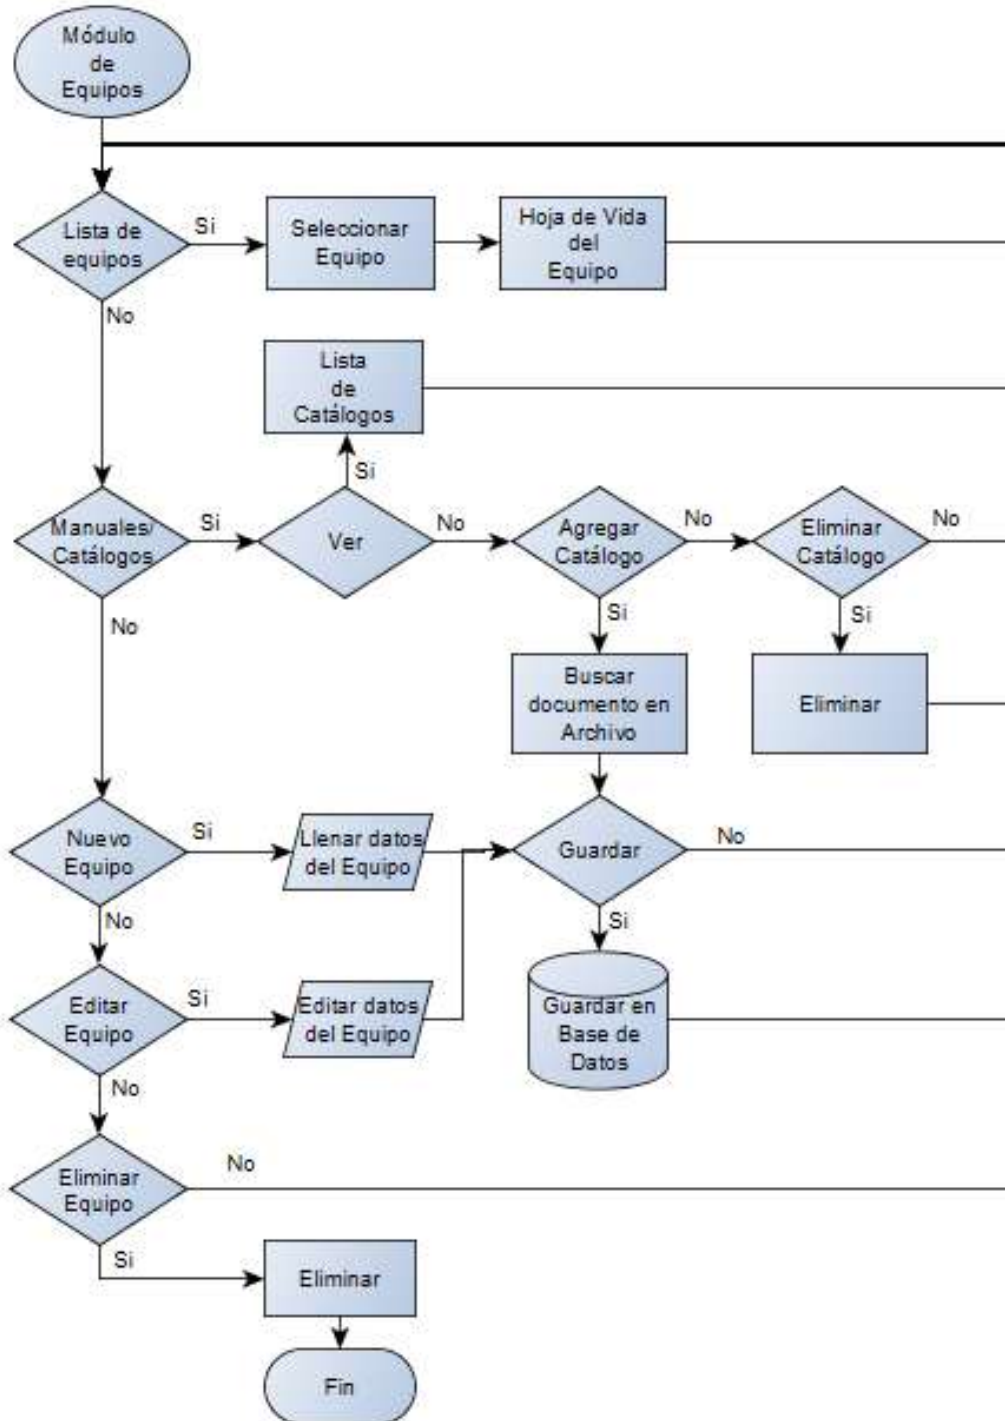 Módulo
de
Equipos
Lista de
equipos
Si
Seleccionar
Equipo
Hoja de Vida
del
Equipo
No
Lista
de
Catálogos
Si
Manuales/
Catálogos
Si
Ver
No
Agregar
Catálogo
No
Eliminar
Catálogo
No
No
Si
Si
Buscar
documento en
Archivo
Eliminar
Nuevo
Equipo
Si
Llenar datos
del Equipo
Guardar
No
No
Si
Editar
Equipo
Si
Editar datos
del Equipo
Guardar en
Base de
Datos
No
Eliminar
Equipo
No
Si
Eliminar
Fin